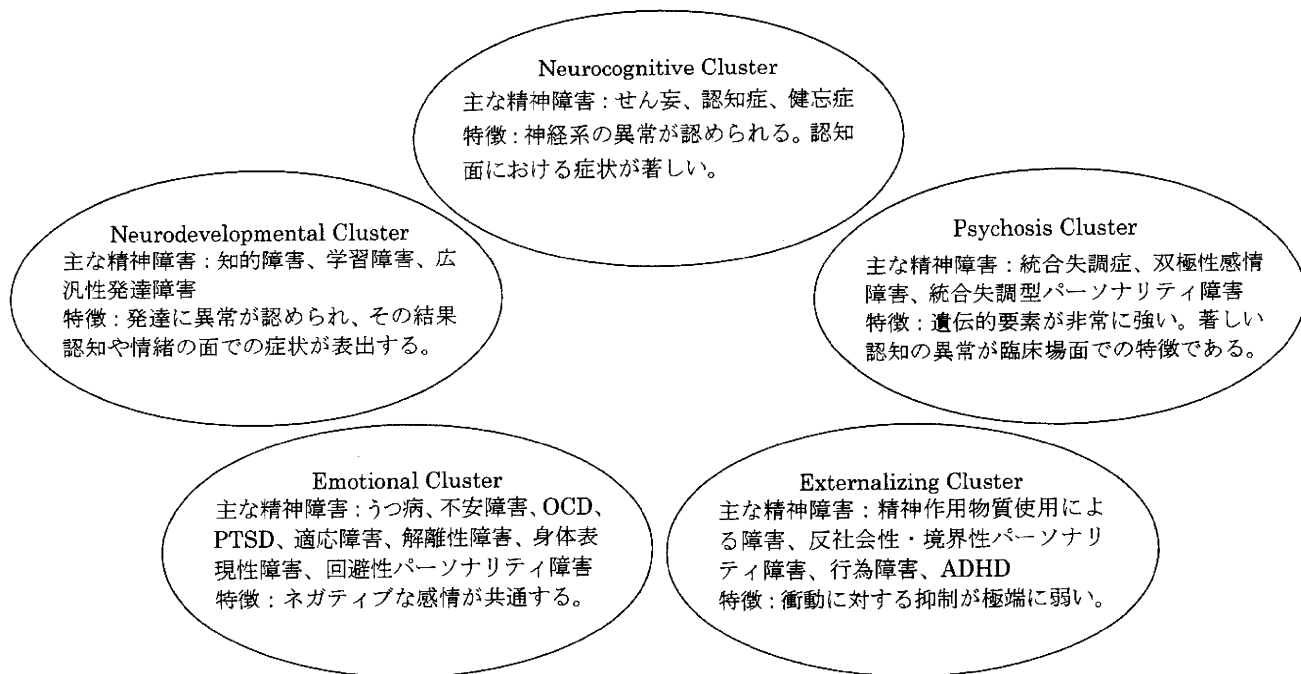 Neurocognitive Cluster
主な精神障害：せん妄、認知症、健忘症
特徴：神経系の異常が認められる。認知
面における症状が著しい。
Neurodevelopmental Cluster
主な精神障害：知的障害、学習障害、広
汎性発達障害
特徴：発達に異常が認められ、その結果
認知や情緒の面での症状が表出する。
Psychosis Cluster
主な精神障害：統合失調症、双極性感情
障害、統合失調型パーソナリティ障害
特徴：遺伝的要素が非常に強い。著しい
認知の異常が臨床場面での特徴である。
Emotional Cluster
主な精神障害：うつ病、不安障害、OCD、
PTSD、適応障害、解離性障害、身体表
現性障害、回避性パーソナリティ障害
特徴：ネガティブな感情が共通する。
Externalizing Cluster
主な精神障害：精神作用物質使用によ
る障害、反社会性・境界性パーソナリ
ティ障害、行為障害、ADHD
特徴：衝動に対する抑制が極端に弱い。